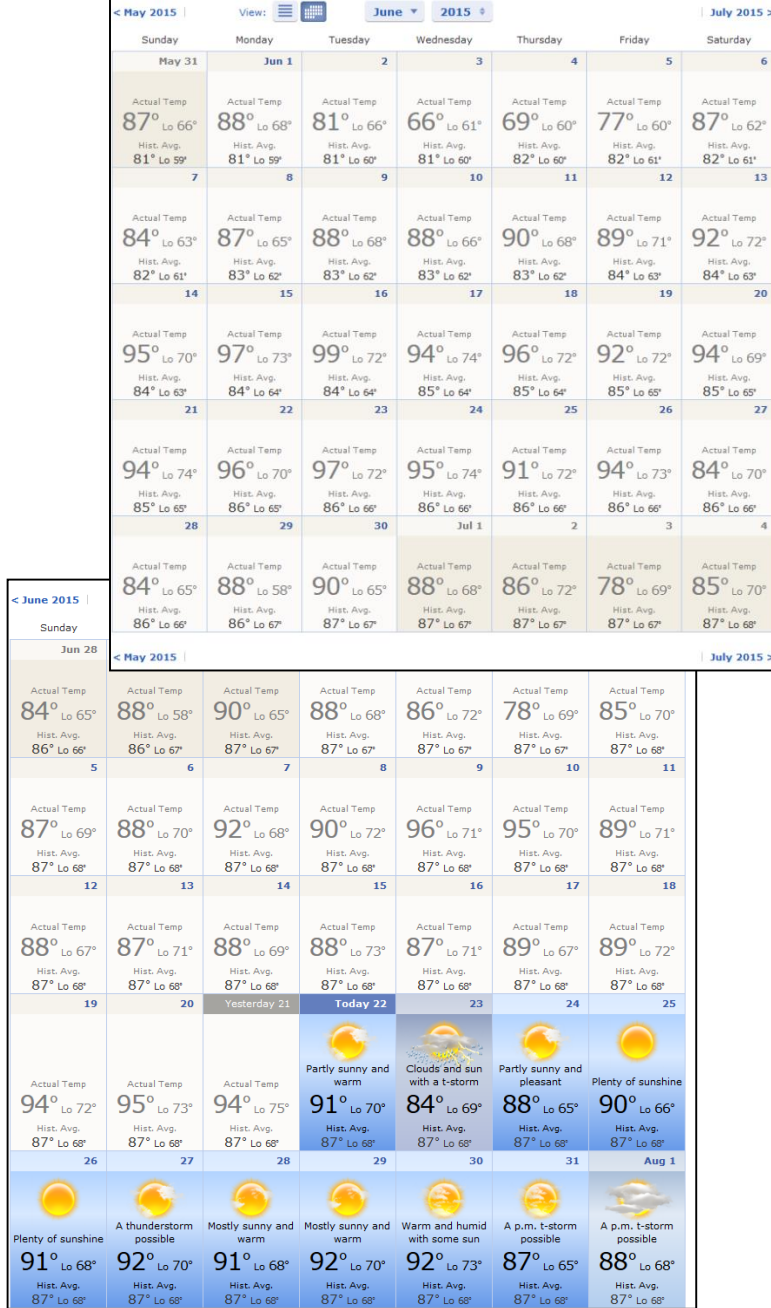 < May 2015 View: June 2015 July 2015 >
Sunday Monday Tuesday Wednesday Thursday Friday Saturday
May 31 Jun 1 2 3 4 5 6
Actual Temp Actual Temp Actual Temp Actual Temp Actual Temp Actual Temp Actual Temp
87° Lo 66° 88° Lo 68° 81° Lo 66° 66° Lo 61° 69° Lo 60° 77° Lo 60° 87° Lo 62°
Hist. Avg. Hist. Avg. Hist. Avg. Hist. Avg. Hist. Avg. Hist. Avg. Hist. Avg.
81° Lo 59° 81° Lo 59° 81° Lo 60° 81° Lo 60° 82° Lo 60° 82° Lo 61° 82° Lo 61°
7 8 9 10 11 12 13
Actual Temp Actual Temp Actual Temp Actual Temp Actual Temp Actual Temp Actual Temp
84° Lo 63° 87° Lo 65° 88° Lo 68° 88° Lo 66° 90° Lo 68° 89° Lo 71° 92° Lo 72°
Hist. Avg. Hist. Avg. Hist. Avg. Hist. Avg. Hist. Avg. Hist. Avg. Hist. Avg.
82° Lo 61° 83° Lo 62° 83° Lo 62° 83° Lo 62° 83° Lo 62° 84° Lo 63° 84° Lo 63°
14 15 16 17 18 19 20
Actual Temp Actual Temp Actual Temp Actual Temp Actual Temp Actual Temp Actual Temp
95° Lo 70° 97° Lo 73° 99° Lo 72° 94° Lo 74° 96° Lo 72° 92° Lo 72° 94° Lo 69°
Hist. Avg. Hist. Avg. Hist. Avg. Hist. Avg. Hist. Avg. Hist. Avg. Hist. Avg.
84° Lo 63° 84° Lo 64° 84° Lo 64° 85° Lo 64° 85° Lo 64° 85° Lo 65° 85° Lo 65°
21 22 23 24 25 26 27
Actual Temp Actual Temp Actual Temp Actual Temp Actual Temp Actual Temp Actual Temp
94° Lo 74° 96° Lo 70° 97° Lo 72° 95° Lo 74° 91° Lo 72° 94° Lo 73° 84° Lo 70°
Hist. Avg. Hist. Avg. Hist. Avg. Hist. Avg. Hist. Avg. Hist. Avg. Hist. Avg.
85° Lo 65° 86° Lo 65° 86° Lo 66° 86° Lo 66° 86° Lo 66° 86° Lo 66° 86° Lo 66°
28 29 30 Jul 1 2 3 4
Actual Temp Actual Temp Actual Temp Actual Temp Actual Temp Actual Temp Actual Temp
84° Lo 65° 88° Lo 58° 90° Lo 65° 88° Lo 68° 86° Lo 72° 78° Lo 69° 85° Lo 70°
Hist. Avg. Hist. Avg. Hist. Avg. Hist. Avg. Hist. Avg. Hist. Avg. Hist. Avg.
86° Lo 66° 86° Lo 67° 87° Lo 67° 87° Lo 67° 87° Lo 67° 87° Lo 67° 87° Lo 68°
< May 2015 July 2015 >
< June 2015
Sunday
Jun 28
Actual Temp Actual Temp Actual Temp Actual Temp Actual Temp Actual Temp Actual Temp
84° Lo 65° 88° Lo 58° 90° Lo 65° 88° Lo 68° 86° Lo 72° 78° Lo 69° 85° Lo 70°
Hist. Avg. Hist. Avg. Hist. Avg. Hist. Avg. Hist. Avg. Hist. Avg. Hist. Avg.
86° Lo 66° 86° Lo 67° 87° Lo 67° 87° Lo 67° 87° Lo 67° 87° Lo 67° 87° Lo 68°
5 6 7 8 9 10 11
Actual Temp Actual Temp Actual Temp Actual Temp Actual Temp Actual Temp Actual Temp
87° Lo 69° 88° Lo 70° 92° Lo 68° 90° Lo 72° 96° Lo 71° 95° Lo 70° 89° Lo 71°
Hist. Avg. Hist. Avg. Hist. Avg. Hist. Avg. Hist. Avg. Hist. Avg. Hist. Avg.
87° Lo 68° 87° Lo 68° 87° Lo 68° 87° Lo 68° 87° Lo 68° 87° Lo 68° 87° Lo 68°
12 13 14 15 16 17 18
Actual Temp Actual Temp Actual Temp Actual Temp Actual Temp Actual Temp Actual Temp
88° Lo 67° 87° Lo 71° 88° Lo 69° 88° Lo 73° 87° Lo 71° 89° Lo 67° 89° Lo 72°
Hist. Avg. Hist. Avg. Hist. Avg. Hist. Avg. Hist. Avg. Hist. Avg. Hist. Avg.
87° Lo 68° 87° Lo 68° 87° Lo 68° 87° Lo 68° 87° Lo 68° 87° Lo 68° 87° Lo 68°
19 20 Yesterday 21 Today 22 23 24 25
Partly sunny and Clouds and sun Partly sunny and
warm with a t-storm pleasant Plenty of sunshine
Actual Temp Actual Temp Actual Temp
94° Lo 72° 95° Lo 73° 94° Lo 75° 91° Lo 70° 84° Lo 69° 88° Lo 65° 90° Lo 66°
Hist. Avg. Hist. Avg. Hist. Avg. Hist. Avg. Hist. Avg. Hist. Avg. Hist. Avg.
87° Lo 68° 87° Lo 68° 87° Lo 68° 87° Lo 68° 87° Lo 68° 87° Lo 68° 87° Lo 68°
26 27 28 29 30 31 Aug 1
A thunderstorm Mostly sunny and Mostly sunny and Warm and humid A p.m. t-storm A p.m. t-storm
Plenty of sunshine possible warm warm with some sun possible possible
91° Lo 68° 92° Lo 70° 91° Lo 68° 92° Lo 70° 92° Lo 73° 87° Lo 65° 88° Lo 68°
Hist. Avg. Hist. Avg. Hist. Avg. Hist. Avg. Hist. Avg. Hist. Avg. Hist. Avg.
87° Lo 68° 87° Lo 68° 87° Lo 68° 87° Lo 68° 87° Lo 68° 87° Lo 68° 87° Lo 68°